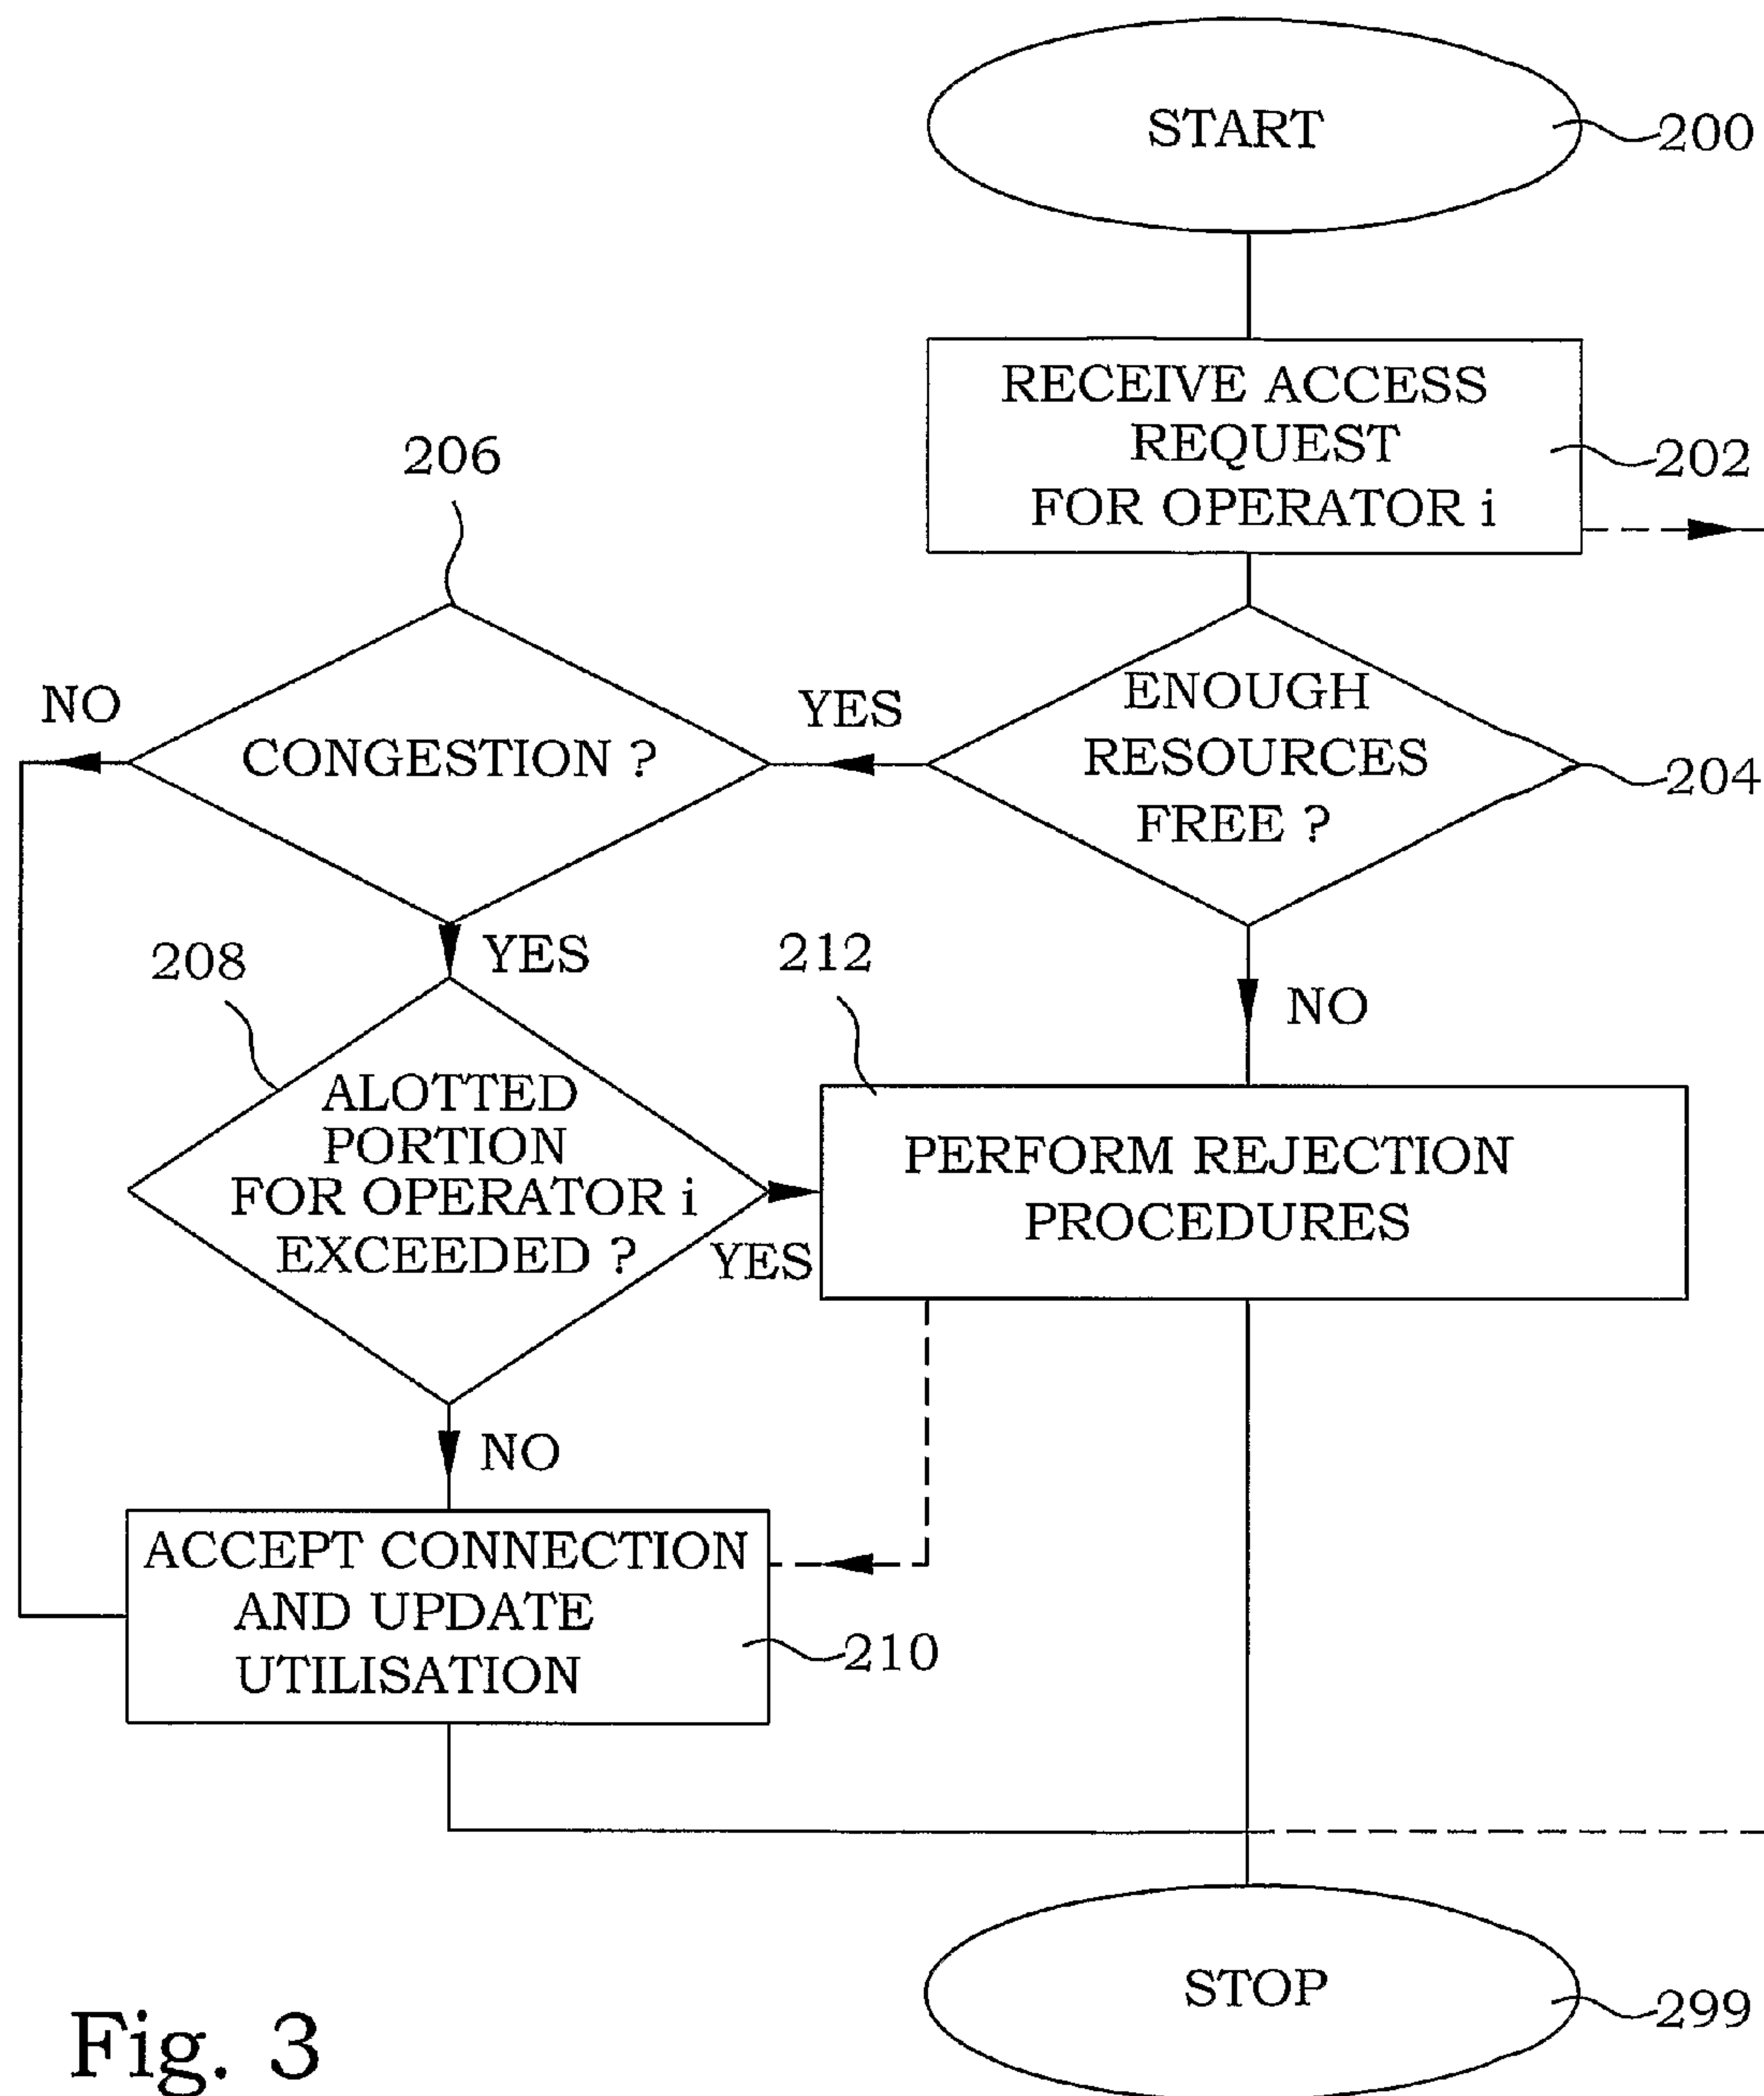 START
200
RECEIVE ACCESS
REQUEST
FOR OPERATOR i
202
206
ENOUGH
RESOURCES
FREE ?
204
YES
CONGESTION ?
NO
YES
NO
208
212
ALOTTED
PORTION
FOR OPERATOR i
EXCEEDED ?
YES
PERFORM REJECTION
PROCEDURES
NO
ACCEPT CONNECTION
AND UPDATE
UTILISATION
210
STOP
299
Fig. 3